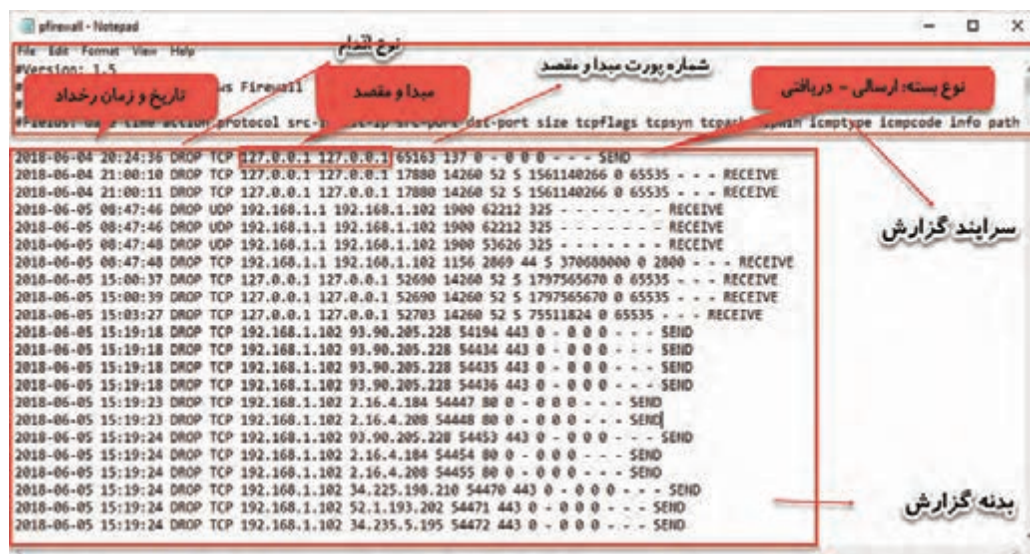 pfirewall - Notepad
File Edit Format View Help
نوع اقدام
#Version: 1.5
شماره پورت مبدا و مقصد
نوع بسته: ارسالی - دریافتی
مبدا و مقصد
تاریخ و زمان رخداد
Firewall
#Fields: time action protocol src-port dst-port size tcpflags tcpsyn icmptype icmpcode info path
2018-06-04 20:24:36 DROP TCP 127.0.0.1 127.0.0.1 65163 137 0 - 0 0 0 - - - SEND
2018-06-04 21:00:10 DROP TCP 127.0.0.1 127.0.0.1 17880 14260 52 S 1561140266 0 65535 - - - RECEIVE
2018-06-04 21:00:11 DROP TCP 127.0.0.1 127.0.0.1 17880 14260 52 S 1561140266 0 65535 - - - RECEIVE
2018-06-05 08:47:46 DROP UDP 192.168.1.1 192.168.1.102 1900 62212 325 - - - - - - - RECEIVE
2018-06-05 08:47:46 DROP UDP 192.168.1.1 192.168.1.102 1900 62212 325 - - - - - - - RECEIVE
2018-06-05 08:47:48 DROP UDP 192.168.1.1 192.168.1.102 1900 53626 325 - - - - - - - RECEIVE
سرایند گزارش
2018-06-05 08:47:48 DROP TCP 192.168.1.1 192.168.1.102 1156 2869 44 S 370680000 0 2800 - - - RECEIVE
2018-06-05 15:00:37 DROP TCP 127.0.0.1 127.0.0.1 52690 14260 52 S 1797565670 0 65535 - - - RECEIVE
2018-06-05 15:00:39 DROP TCP 127.0.0.1 127.0.0.1 52690 14260 52 S 1797565670 0 65535 - - - RECEIVE
2018-06-05 15:03:27 DROP TCP 127.0.0.1 127.0.0.1 52703 14260 52 S 75511824 0 65535 - - - RECEIVE
2018-06-05 15:19:18 DROP TCP 192.168.1.102 93.90.205.228 54194 443 0 - 0 0 0 - - - SEND
2018-06-05 15:19:18 DROP TCP 192.168.1.102 93.90.205.228 54434 443 0 - 0 0 0 - - - SEND
2018-06-05 15:19:18 DROP TCP 192.168.1.102 93.90.205.228 54435 443 0 - 0 0 0 - - - SEND
2018-06-05 15:19:18 DROP TCP 192.168.1.102 93.90.205.228 54436 443 0 - 0 0 0 - - - SEND
2018-06-05 15:19:23 DROP TCP 192.168.1.102 2.16.4.184 54447 80 0 - 0 0 0 - - - SEND
2018-06-05 15:19:23 DROP TCP 192.168.1.102 2.16.4.208 54448 80 0 - 0 0 0 - - - SEND
2018-06-05 15:19:24 DROP TCP 192.168.1.102 93.90.205.228 54453 443 0 - 0 0 0 - - - SEND
2018-06-05 15:19:24 DROP TCP 192.168.1.102 2.16.4.184 54454 80 0 - 0 0 0 - - - SEND
2018-06-05 15:19:24 DROP TCP 192.168.1.102 2.16.4.208 54455 80 0 - 0 0 0 - - - SEND
2018-06-05 15:19:24 DROP TCP 192.168.1.102 34.225.198.210 54470 443 0 - 0 0 0 - - - SEND
2018-06-05 15:19:24 DROP TCP 192.168.1.102 52.1.193.202 54471 443 0 - 0 0 0 - - - SEND
بدنه گزارش
2018-06-05 15:19:24 DROP TCP 192.168.1.102 34.235.5.195 54472 443 0 - 0 0 0 - - - SEND